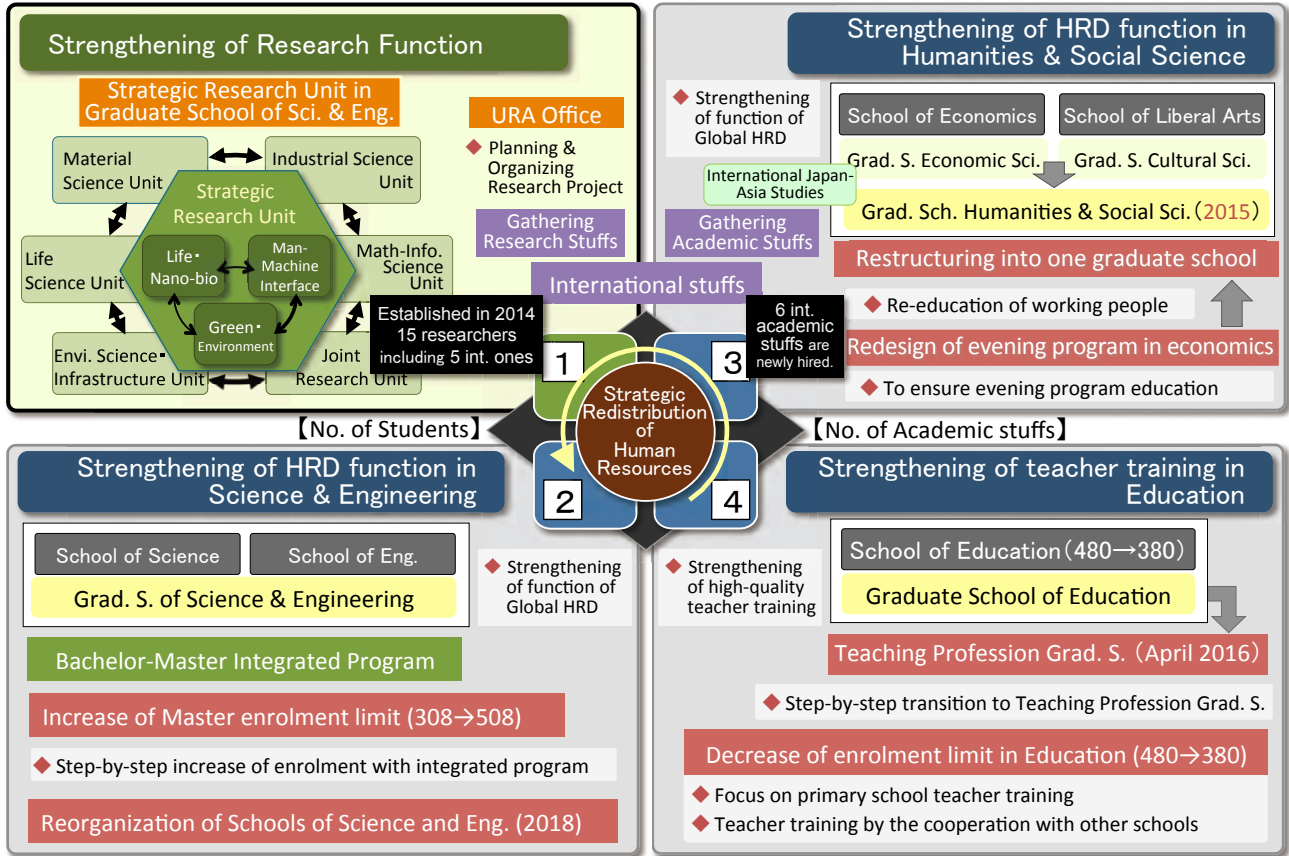 Strengthening of Research Function
Strategic Research Unit in
Graduate School of Sci. & Eng.
Material
Science Unit
Industrial Science
Unit
Strategic
Research Unit
Life
Science Unit
Life・
Nano-bio
Man-
Machine
Interface
Math-Info.
Science
Unit
Green・
Environment
Envi. Science・
Infrastructure Unit
Joint
Research Unit
URA Office
◆ Planning &
Organizing
Research Project
Gathering
Research Stuffs
Established in 2014
15 researchers
including 5 int. ones
International stuffs
Strengthening of HRD function in
Humanities & Social Science
◆ Strengthening
of function of
Global HRD
School of Economics
School of Liberal Arts
Grad. S. Economic Sci.
Grad. S. Cultural Sci.
International Japan-
Asia Studies
Grad. Sch. Humanities & Social Sci.(2015)
Gathering
Academic Stuffs
Restructuring into one graduate school
◆ Re-education of working people
6 int.
academic
stuffs are
newly hired.
Redesign of evening program in economics
◆ To ensure evening program education
1
3
Strategic
Redistribution
of
Human
Resources
2
4
【No. of Students】
【No. of Academic stuffs】
Strengthening of HRD function in
Science & Engineering
School of Science
School of Eng.
Grad. S. of Science & Engineering
◆ Strengthening
of function of
Global HRD
Bachelor-Master Integrated Program
Increase of Master enrolment limit (308→508)
◆ Step-by-step increase of enrolment with integrated program
Reorganization of Schools of Science and Eng. (2018)
Strengthening of teacher training in
Education
◆ Strengthening
of high-quality
teacher training
School of Education(480→380)
Graduate School of Education
Teaching Profession Grad. S. (April 2016)
◆ Step-by-step transition to Teaching Profession Grad. S.
Decrease of enrolment limit in Education (480→380)
◆ Focus on primary school teacher training
◆ Teacher training by the cooperation with other schools